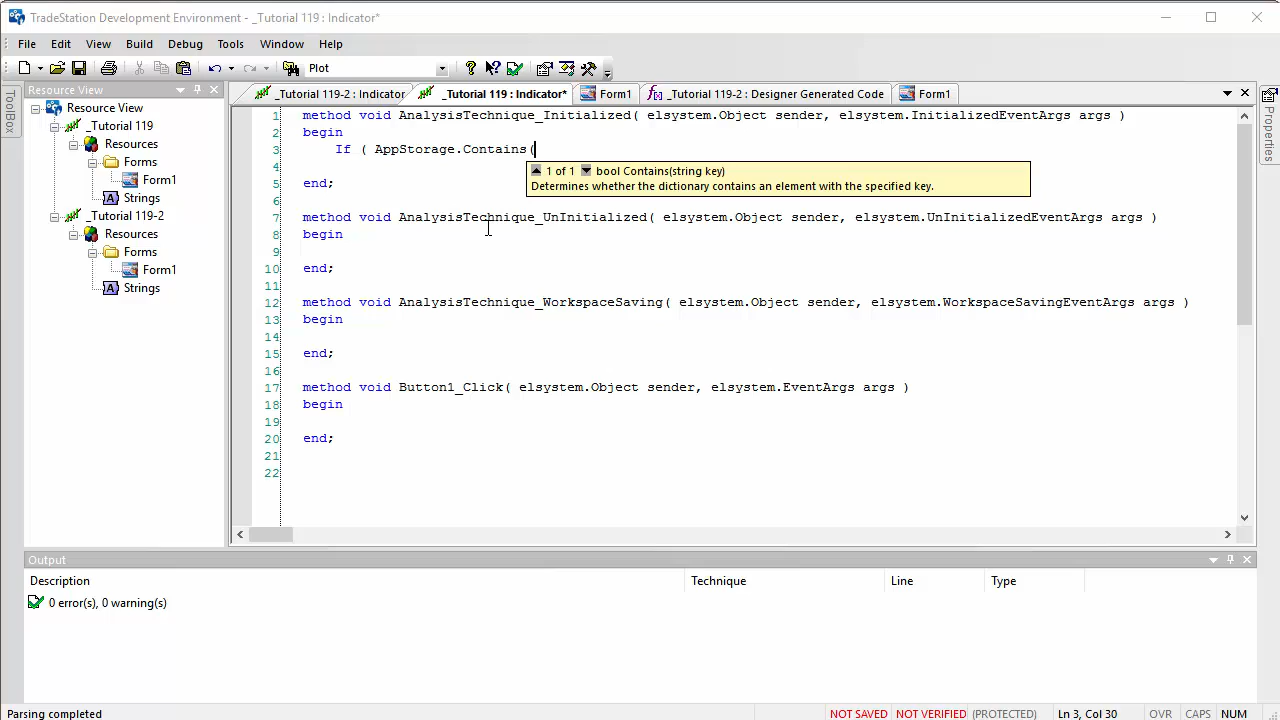 TradeStation Development Environment - _Tutorial 119 : Indicator*
File Edit View Build Debug Tools Window Help
Plot
Resource View
_Tutorial 119-2 : Indicator
_Tutorial 119 : Indicator*
Form1
_Tutorial 119-2 : Designer Generated Code
Form1
ToolBox
Properties
Resource View
_Tutorial 119
Resources
Forms
Form1
Strings
_Tutorial 119-2
Resources
Forms
Form1
Strings
1 method void AnalysisTechnique_Initialized( elsystem.Object sender, elsystem.InitializedEventArgs args )
2 begin
3 If ( AppStorage.Contains(
1 of 1 bool Contains(string key)
Determines whether the dictionary contains an element with the specified key.
4
5 end;
6
7 method void AnalysisTechnique_UnInitialized( elsystem.Object sender, elsystem.UnInitializedEventArgs args )
8 begin
9
10 end;
11
12 method void AnalysisTechnique_WorkspaceSaving( elsystem.Object sender, elsystem.WorkspaceSavingEventArgs args )
13 begin
14
15 end;
16
17 method void Button1_Click( elsystem.Object sender, elsystem.EventArgs args )
18 begin
19
20 end;
21
22
Output
Description Technique Line Type
0 error(s), 0 warning(s)
Parsing completed NOT SAVED NOT VERIFIED (PROTECTED) Ln 3, Col 30 OVR CAPS NUM